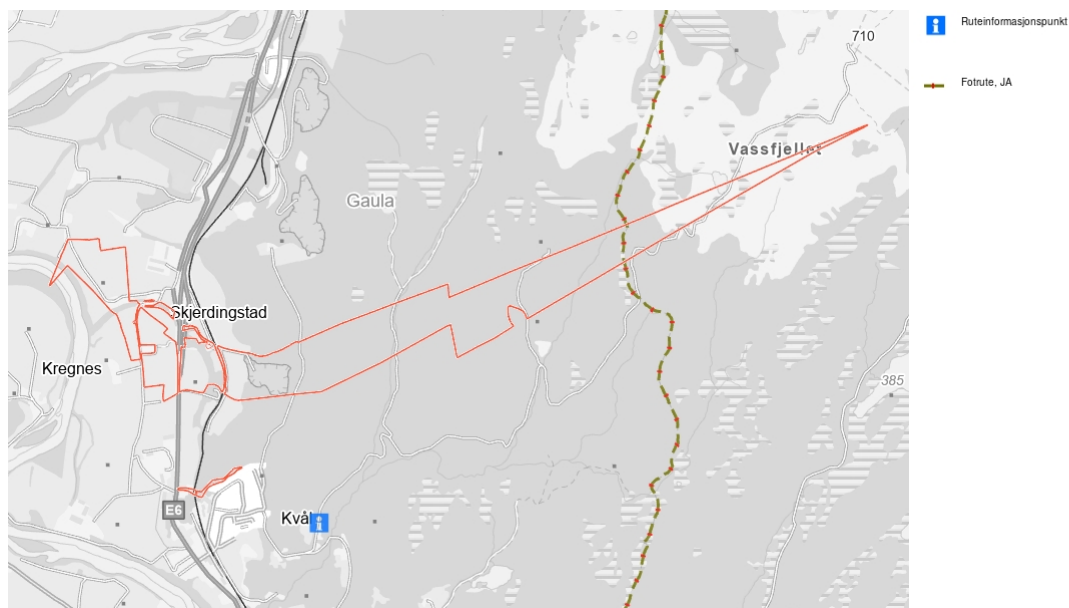 710
Vassfjellet
Gaula
Skjerdingstad
Kregnes
385
E6
Kvål
Ruteinformasjonspunkt
Fotrute, JA